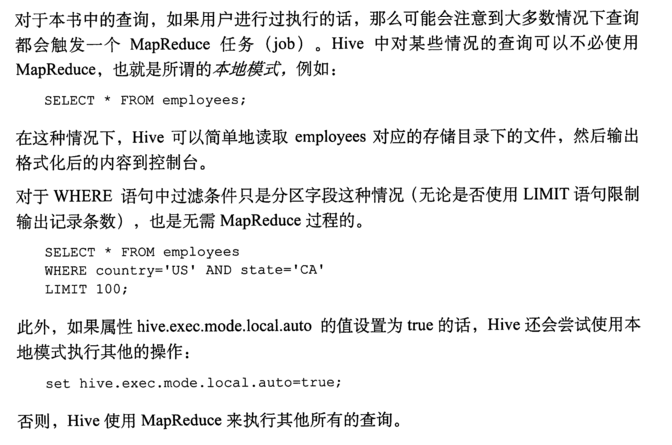 对于本书中的查询，如果用户进行过执行的话，那么可能会注意到大多数情况下查询
都会触发一个 MapReduce 任务（job）。Hive 中对某些情况的查询可以不必使用
MapReduce，也就是所谓的本地模式，例如：
SELECT * FROM employees;
在这种情况下，Hive 可以简单地读取 employees 对应的存储目录下的文件，然后输出
格式化后的内容到控制台。
对于 WHERE 语句中过滤条件只是分区字段这种情况（无论是否使用 LIMIT 语句限制
输出记录条数），也是无需 MapReduce 过程的。
SELECT * FROM employees
WHERE country='US' AND state='CA'
LIMIT 100;
此外，如果属性 hive.exec.mode.local.auto 的值设置为 true 的话，Hive 还会尝试使用本
地模式执行其他的操作：
set hive.exec.mode.local.auto=true;
否则，Hive 使用 MapReduce 来执行其他所有的查询。